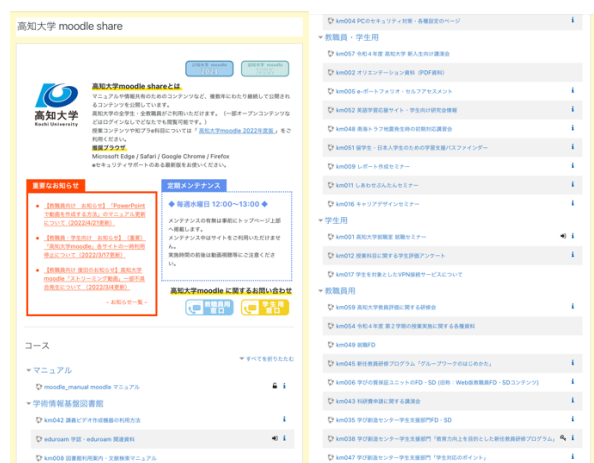 高知大学 moodle share
高知大学
Kochi University
高知大学moodle shareとは
マニュアルや情報共有のためのコンテンツなど、複数年にわたり継続して公開されるコンテンツを公開しています。
高知大学の全学生・全教職員がご利用いただけます。（一部オープンコンテンツなどはログインなしでどなたでも閲覧可能です。）
授業コンテンツや知プラe科目については「高知大学moodle 2022年度版」をご利用ください。
推奨ブラウザ
Microsoft Edge / Safari / Google Chrome / Firefox
※セキュリティサポートのある最新版をお使いください。
重要なお知らせ
【教職員向け お知らせ】「PowerPointで動画を作成する方法」のマニュアル更新について（2022/4/21更新）
【教職員・学生向け お知らせ】（重要）「高知大学moodle」各サイトの一時利用停止について（2022/3/17更新）
【教職員向け 復旧のお知らせ】高知大学moodle「ストリーミング動画」一部不具合発生について（2022/3/4更新）
- お知らせ一覧 -
定期メンテナンス
◆ 毎週水曜日 12:00～13:00 ◆
メンテナンスの有無は事前にトップページ上部へ掲載します。
メンテナンス中はサイトをご利用いただけません。
実施時間の前後は動画視聴等にご注意ください。
高知大学moodle に関するお問い合わせ
教職員用窓口
学生用窓口
コース
すべてを折りたたむ
マニュアル
moodle_manual moodle マニュアル
学術情報基盤図書館
km042 講義ビデオ作成機器の利用方法
eduroam 学認・eduroam 関連資料
km008 図書館利用案内・文献検索マニュアル
km004 PCのセキュリティ対策・各種設定のページ
教職員・学生用
km057 令和４年度 高知大学 新入生向け講演会
km002 オリエンテーション資料（PDF資料）
km005 e-ポートフォリオ・セルフアセスメント
km052 英語学習応援サイト・学生向け研究会情報
km048 南海トラフ地震発生時の初期対応講習会
km051 留学生・日本人学生のための学習支援パスファインダー
km009 レポート作成セミナー
km011 しあわせぷんたんセミナー
km016 キャリアデザインセミナー
学生用
km001 高知大学就職室 就職セミナー
km012 授業科目に関する学生評価アンケート
km017 学生を対象としたVPN接続サービスについて
教職員用
km059 高知大学教員評価に関する研修会
km054 令和４年度 第２学期の授業実施に関する各種資料
km049 就職FD
km045 新任教員研修プログラム「グループワークのはじめかた」
km006 学びの質保証ユニットのFD・SD (旧称：Web版教職員FD・SDコンテンツ)
km043 科研費申請に関する講演会
km035 学び創造センター学生支援部門FD・SD
km038 学び創造センター学生支援部門「教育力向上を目的とした新任教員研修プログラム」
km047 学び創造センター学生支援部門「学生対応のポイント」